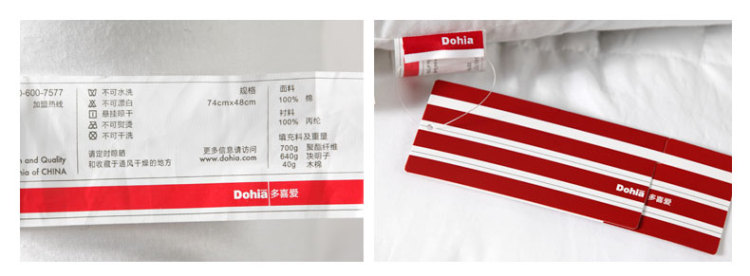 0-600-7577
加盟热线
n and Quality
hio of CHINA
不可水洗
不可漂白
悬挂晾干
不可熨烫
不可干洗
请定时晾晒
和收藏于通风干燥的地方
规格
74cmx48cm
更多信息请访问
www.dohia.com
面料
100% 棉
衬料
100% 丙纶
填充料及重量
700g 聚酯纤维
640g 决明子
40g 木棉
Dohia 多喜爱
Dohia
Dohia 多喜爱